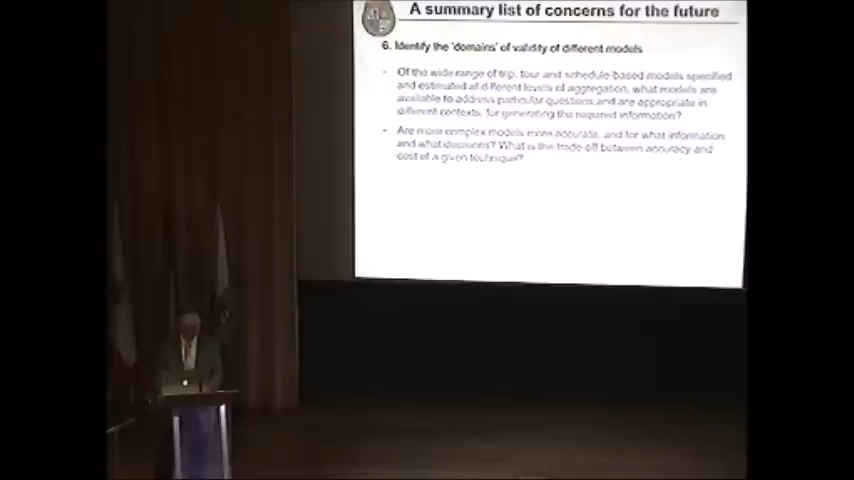 A summary list of concerns for the future
6. Identify the 'domains' of validity of different models
- Of the wide range of trip, tour and schedule based models specified
and estimated at different levels of aggregation, what models are
available to address particular questions and are appropriate in
different contexts, for generating the required information?
- Are more complex models more accurate, and for what information
and what decisions? What is the trade off between accuracy and
cost of a given technique?